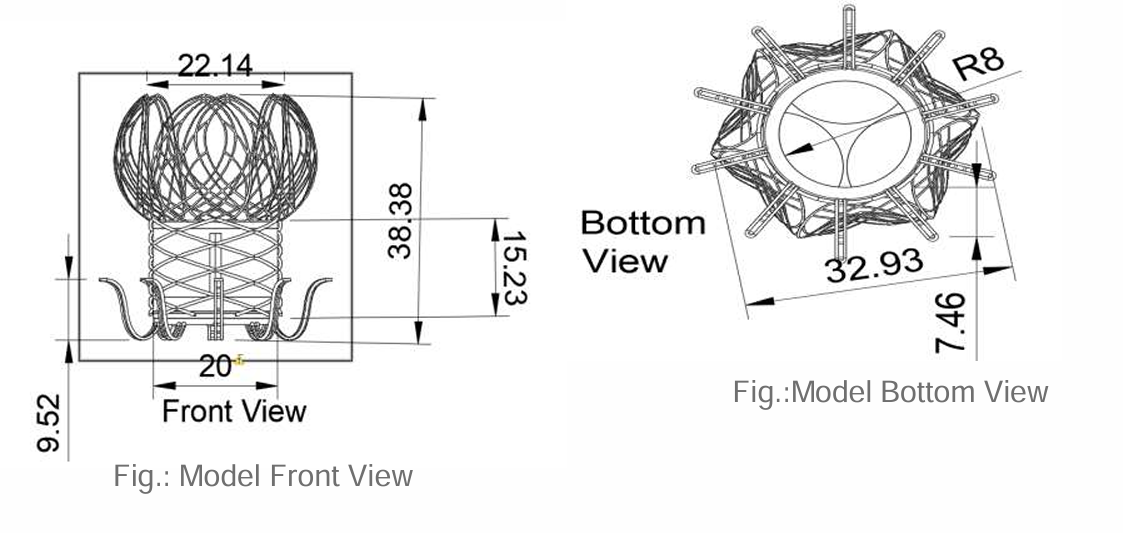 22.14
38.38
15.23
20
9.52
Front View
Fig.: Model Front View
R8
Bottom
View
32.93
7.46
Fig.:Model Bottom View